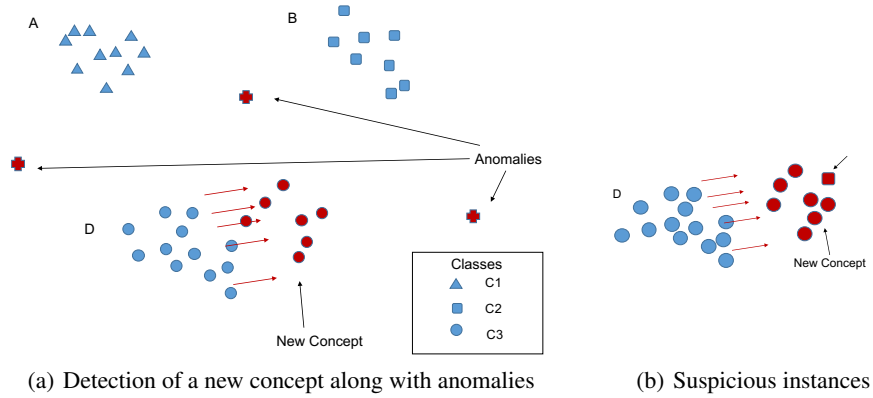 A
B
Anomalies
D
New Concept
Classes
C1
C2
C3
(a) Detection of a new concept along with anomalies
D
New Concept
(b) Suspicious instances